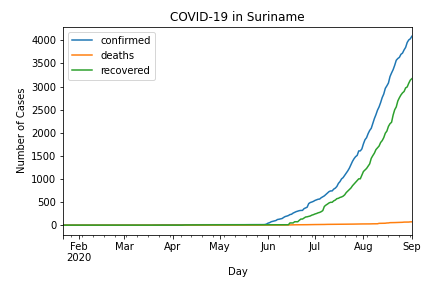 COVID-19 in Suriname
confirmed
deaths
recovered
Number of Cases
4000
3500
3000
2500
2000
1500
1000
500
0
Feb Mar Apr May Jun Jul Aug Sep
2020
Day